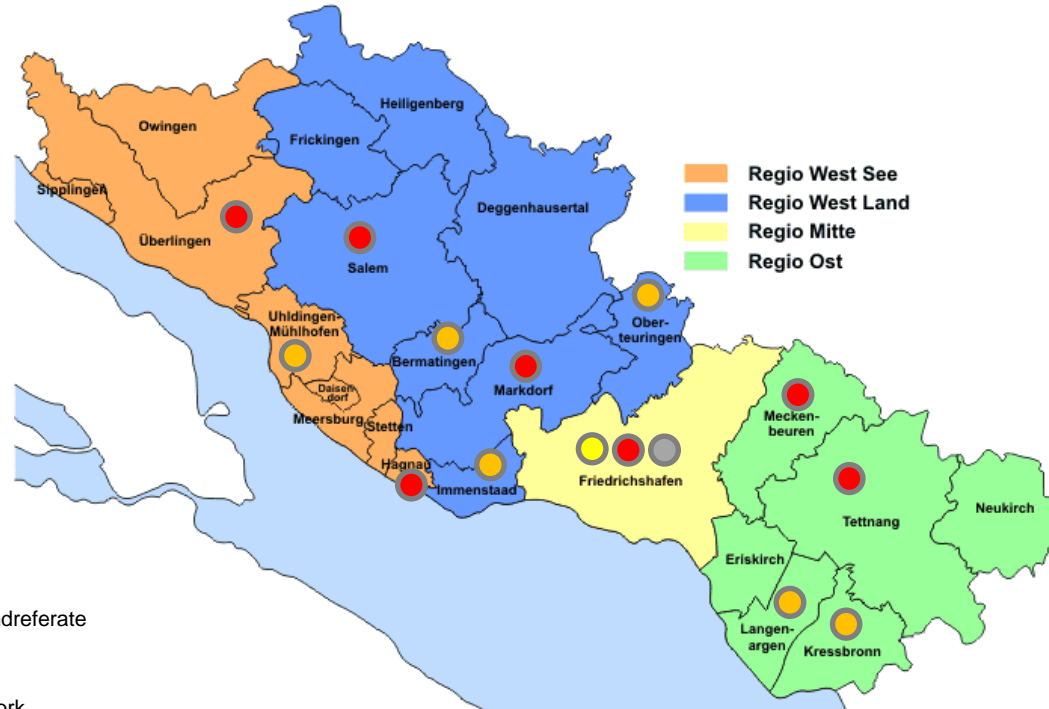 Heiligenberg
Owingen
Frickingen
Sipplingen
Deggenhausertal
Überlingen
Salem
Regio West See
Regio West Land
Regio Mitte
Regio Ost
Uhldingen-
Mühlhofen
Ober-
teuringen
Bermatingen
Markdorf
Daisen
dorf
Meersburg
Stetten
Hagnau
Immenstaad
Friedrichshafen
Mecken-
beuren
Tettnang
Neukirch
Eriskirch
Langen-
argen
Kressbronn